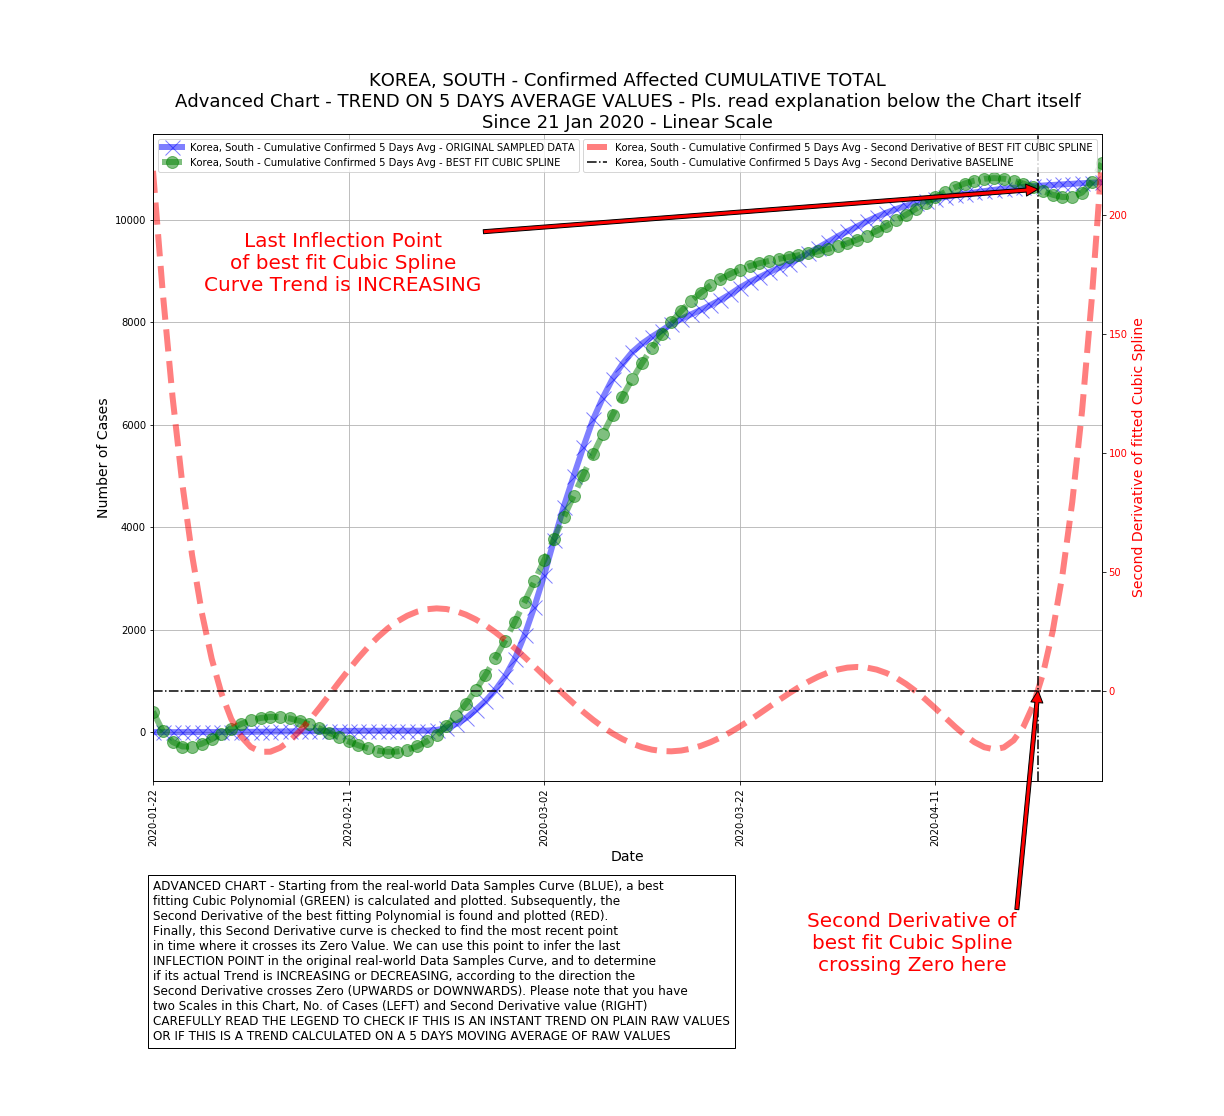 KOREA, SOUTH - Confirmed Affected CUMULATIVE TOTAL
Advanced Chart - TREND ON 5 DAYS AVERAGE VALUES - Pls. read explanation below the Chart itself
Since 21 Jan 2020 - Linear Scale
Korea, South - Cumulative Confirmed 5 Days Avg - ORIGINAL SAMPLED DATA
Korea, South - Cumulative Confirmed 5 Days Avg - BEST FIT CUBIC SPLINE
Korea, South - Cumulative Confirmed 5 Days Avg - Second Derivative of BEST FIT CUBIC SPLINE
Korea, South - Cumulative Confirmed 5 Days Avg - Second Derivative BASELINE
Last Inflection Point
of best fit Cubic Spline
Curve Trend is INCREASING
Number of Cases
10000
8000
6000
4000
2000
0
200
150
100
50
0
Second Derivative of fitted Cubic Spline
2020-01-22
2020-02-11
2020-03-02
2020-03-22
2020-04-11
Date
ADVANCED CHART - Starting from the real-world Data Samples Curve (BLUE), a best
fitting Cubic Polynomial (GREEN) is calculated and plotted. Subsequently, the
Second Derivative of the best fitting Polynomial is found and plotted (RED).
Finally, this Second Derivative curve is checked to find the most recent point
in time where it crosses its Zero Value. We can use this point to infer the last
INFLECTION POINT in the original real-world Data Samples Curve, and to determine
if its actual Trend is INCREASING or DECREASING, according to the direction the
Second Derivative crosses Zero (UPWARDS or DOWNWARDS). Please note that you have
two Scales in this Chart, No. of Cases (LEFT) and Second Derivative value (RIGHT)
CAREFULLY READ THE LEGEND TO CHECK IF THIS IS AN INSTANT TREND ON PLAIN RAW VALUES
OR IF THIS IS A TREND CALCULATED ON A 5 DAYS MOVING AVERAGE OF RAW VALUES
Second Derivative of
best fit Cubic Spline
crossing Zero here